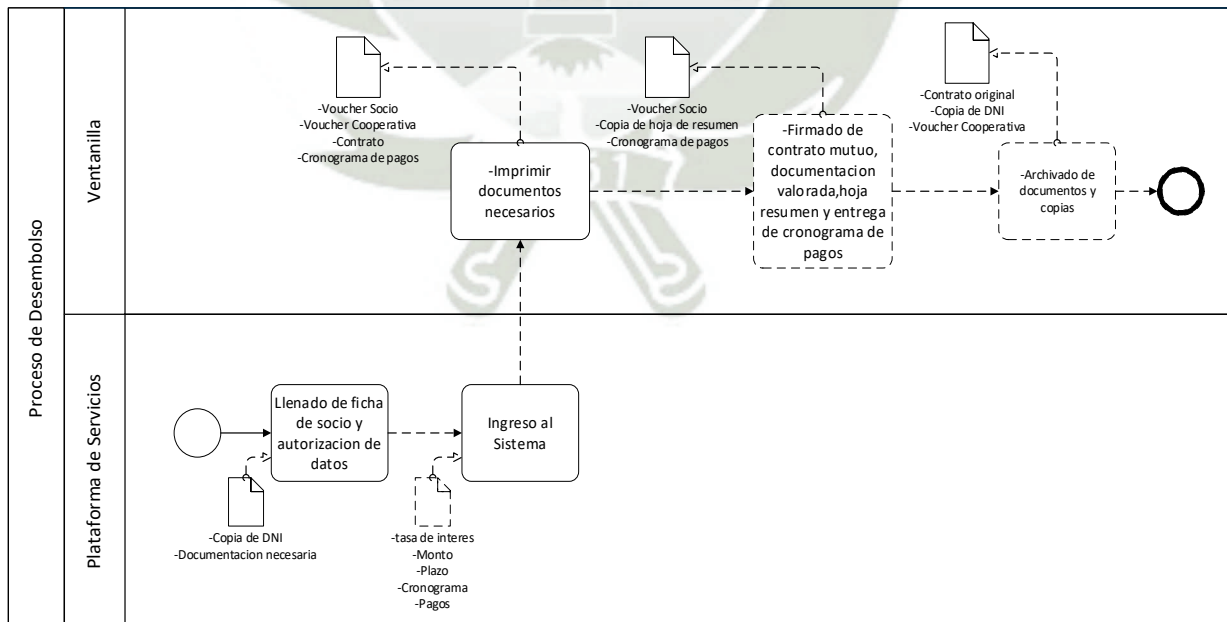 Proceso de Desembolso
Ventanilla
-Voucher Socio
-Voucher Cooperativa
-Contrato
-Cronograma de pagos
-Imprimir
documentos
necesarios
-Voucher Socio
-Copia de hoja de resumen
-Cronograma de pagos
-Firmado de
contrato mutuo,
documentacion
valorada,hoja
resumen y entrega
de cronograma de
pagos
-Contrato original
-Copia de DNI
-Voucher Cooperativa
-Archivado de
documentos y
copias
Plataforma de Servicios
Llenado de ficha
de socio y
autorizacion de
datos
-Copia de DNI
-Documentacion necesaria
Ingreso al
Sistema
-tasa de interes
-Monto
-Plazo
-Cronograma
-Pagos